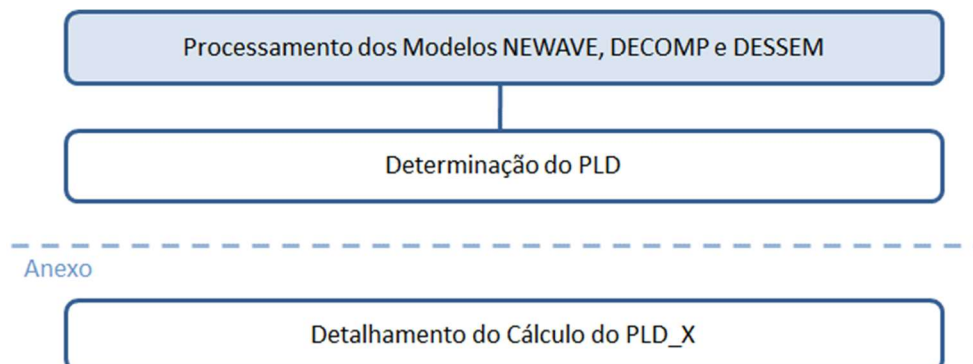 Processamento dos Modelos NEWAVE, DECOMP e DESSEM
Determinação do PLD
Anexo
Detalhamento do Cálculo do PLD_X